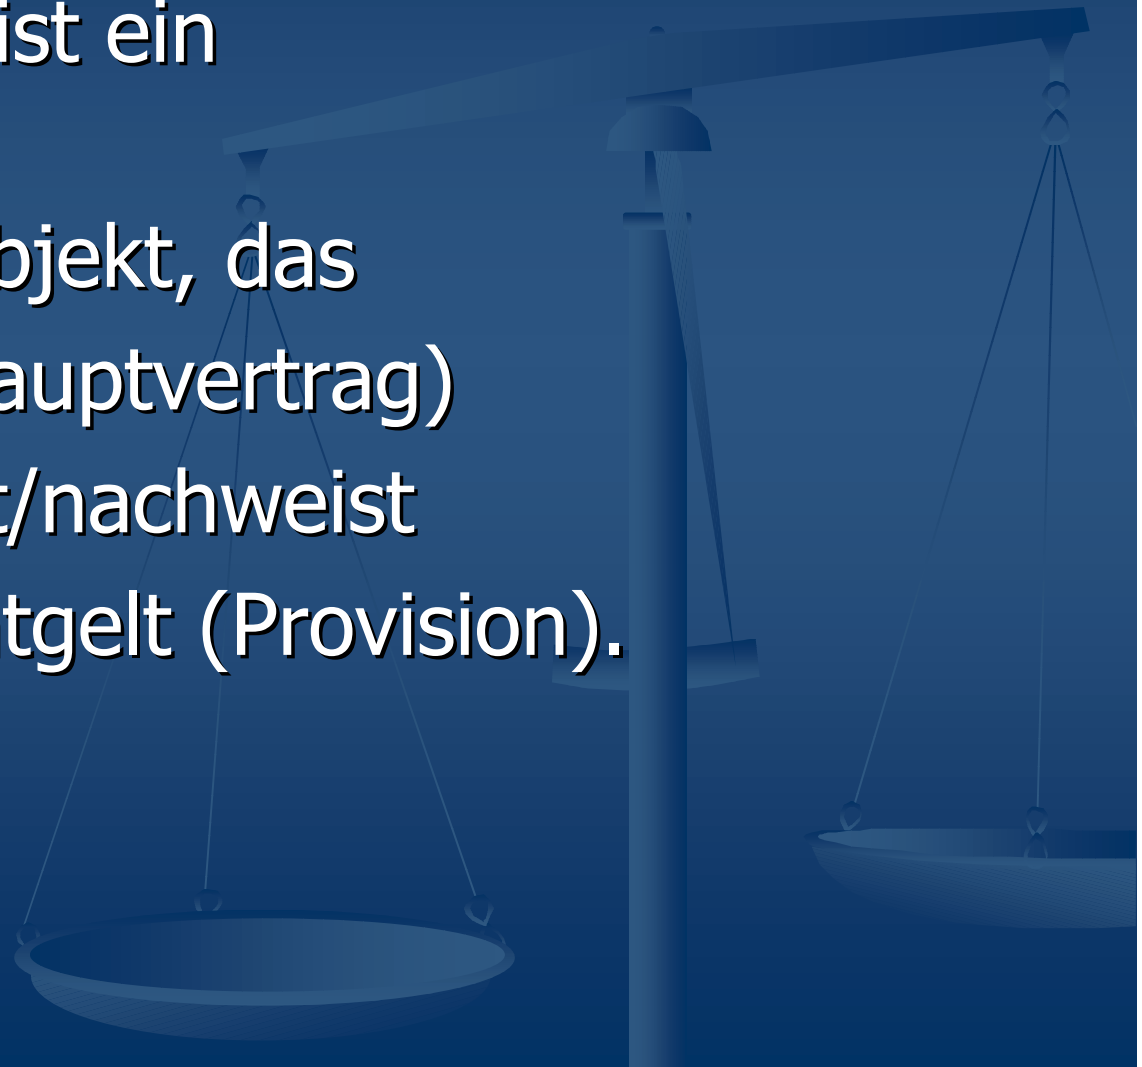 ist ein
bjekt, das
auptvertrag)
t/nachweist
tgelt (Provision).